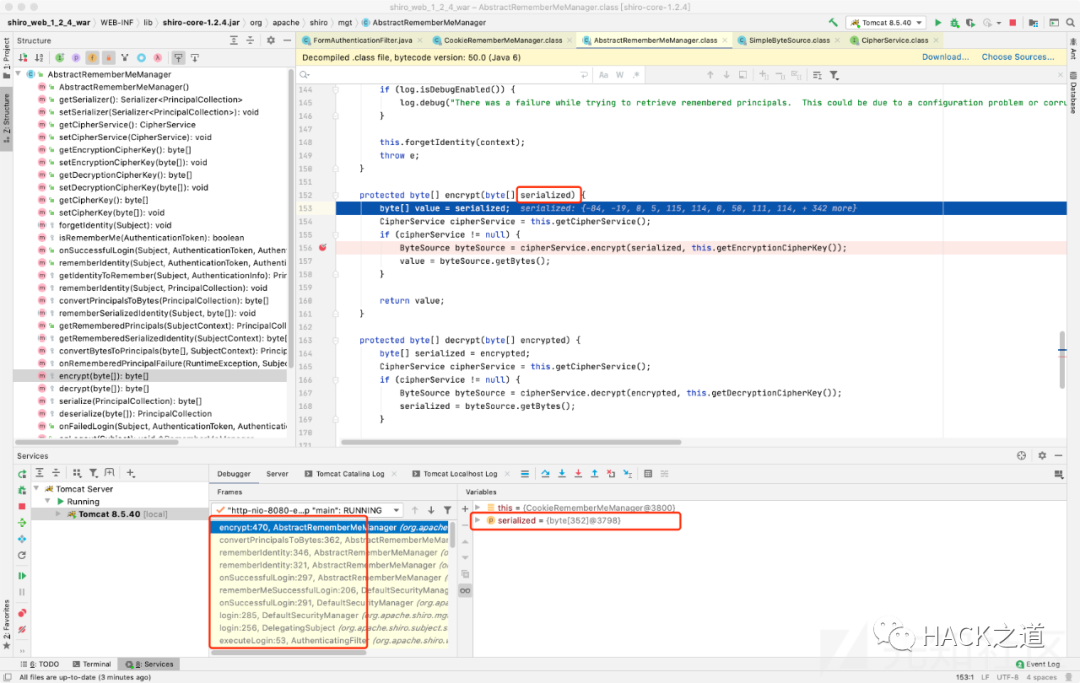 shiro_web_1_2_4_war – AbstractRememberMeManager.class [shiro-core-1.2.4]
shiro_web_1_2_4_war › WEB-INF › lib › shiro-core-1.2.4.jar › org › apache › shiro › mgt › AbstractRememberMeManager
Tomcat 8.5.40
Structure
FormAuthenticationFilter.java
CookieRememberMeManager.class
AbstractRememberMeManager.class
SimpleByteSource.class
CipherService.class
Decompiled .class file, bytecode version: 50.0 (Java 6)
Download...
Choose Sources...
1: Project
7: Structure
2: Favorites
Ant
Database
AbstractRememberMeManager
AbstractRememberMeManager()
getSerializer(): Serializer<PrincipalCollection>
setSerializer(Serializer<PrincipalCollection>): void
getCipherService(): CipherService
setCipherService(CipherService): void
getEncryptionCipherKey(): byte[]
setEncryptionCipherKey(byte[]): void
getDecryptionCipherKey(): byte[]
setDecryptionCipherKey(byte[]): void
getCipherKey(): byte[]
setCipherKey(byte[]): void
forgetIdentity(Subject): void
isRememberMe(AuthenticationToken): boolean
onSuccessfulLogin(Subject, AuthenticationToken, Authen
rememberIdentity(Subject, AuthenticationToken, Authenti
getIdentityToRemember(Subject, AuthenticationInfo): Prin
rememberIdentity(Subject, PrincipalCollection): void
convertPrincipalsToBytes(PrincipalCollection): byte[]
rememberSerializedIdentity(Subject, byte[]): void
getRememberedPrincipals(SubjectContext): PrincipalColl
getRememberedSerializedIdentity(SubjectContext): byte[
convertBytesToPrincipals(byte[], SubjectContext): Princip
onRememberedPrincipalFailure(RuntimeException, Subjec
encrypt(byte[]): byte[]
decrypt(byte[]): byte[]
serialize(PrincipalCollection): byte[]
deserialize(byte[]): PrincipalCollection
onFailedLogin(Subject, AuthenticationToken, Authenticati
Aa W .*
144 if (log.isDebugEnabled()) {
145 log.debug("There was a failure while trying to retrieve remembered principals.  This could be due to a configuration problem or corru
146 }
147
148 this.forgetIdentity(context);
149 throw e;
150 }
151
152 protected byte[] encrypt(byte[] serialized) {
153 byte[] value = serialized; serialized: {-84, -19, 0, 5, 115, 114, 0, 50, 111, 114, + 342 more}
154 CipherService cipherService = this.getCipherService();
155 if (cipherService != null) {
156 ByteSource byteSource = cipherService.encrypt(serialized, this.getEncryptionCipherKey());
157 value = byteSource.getBytes();
158 }
159
160 return value;
161 }
162
163 protected byte[] decrypt(byte[] encrypted) {
164 byte[] serialized = encrypted;
165 CipherService cipherService = this.getCipherService();
166 if (cipherService != null) {
167 ByteSource byteSource = cipherService.decrypt(encrypted, this.getDecryptionCipherKey());
168 serialized = byteSource.getBytes();
169 }
170
171
Services
Debugger
Server
Tomcat Catalina Log
Tomcat Localhost Log
Tomcat Server
Running
Tomcat 8.5.40 [local]
Frames
Variables
"http-nio-8080-e...p "main": RUNNING
encrypt:470, AbstractRememberMeManager (org.apache
convertPrincipalsToBytes:362, AbstractRememberMeMar
rememberIdentity:346, AbstractRememberMeManager (o
rememberIdentity:321, AbstractRememberMeManager (or
onSuccessfulLogin:297, AbstractRememberMeManager (
rememberMeSuccessfulLogin:206, DefaultSecurityManag
onSuccessfulLogin:291, DefaultSecurityManager (org.ap
login:285, DefaultSecurityManager (org.apache.shiro.mg
login:256, DelegatingSubject (org.apache.shiro.subject.s
executeLogin:53, AuthenticatingFilter (org.apache.shiro
this = {CookieRememberMeManager@3800}
serialized = {byte[352]@3798}
HACK之道
6: TODO
Terminal
8: Services
Event Log
All files are up-to-date (3 minutes ago)
153:1 LF UTF-8 4 spaces